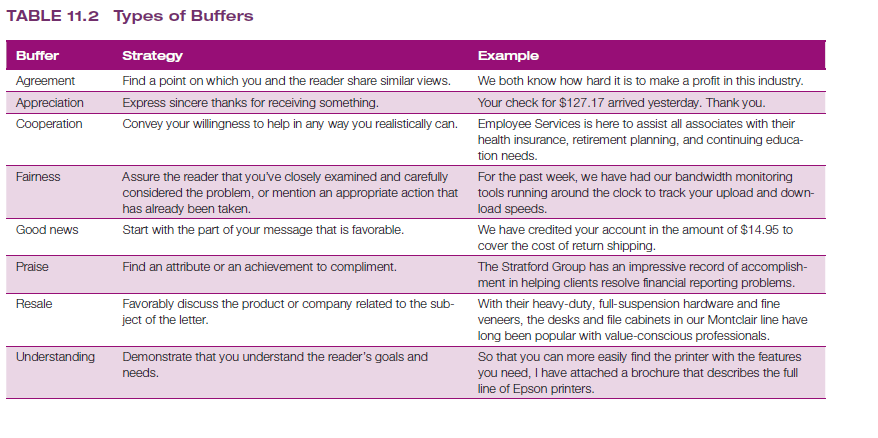 TABLE 11.2 Types of Buffers
Buffer Strategy Example
Agreement Find a point on which you and the reader share similar views. We both know how hard it is to make a profit in this industry.
Appreciation Express sincere thanks for receiving something. Your check for $127.17 arrived yesterday. Thank you.
Cooperation Convey your willingness to help in any way you realistically can. Employee Services is here to assist all associates with their
health insurance, retirement planning, and continuing educa-
tion needs.
Fairness Assure the reader that you've closely examined and carefully For the past week, we have had our bandwidth monitoring
considered the problem, or mention an appropriate action that tools running around the clock to track your upload and down-
has already been taken. load speeds.
Good news Start with the part of your message that is favorable. We have credited your account in the amount of $14.95 to
cover the cost of return shipping.
Praise Find an attribute or an achievement to compliment. The Stratford Group has an impressive record of accomplish-
ment in helping clients resolve financial reporting problems.
Resale Favorably discuss the product or company related to the sub- With their heavy-duty, full-suspension hardware and fine
ject of the letter. veneers, the desks and file cabinets in our Montclair line have
long been popular with value-conscious professionals.
Understanding Demonstrate that you understand the reader's goals and So that you can more easily find the printer with the features
needs. you need, I have attached a brochure that describes the full
line of Epson printers.